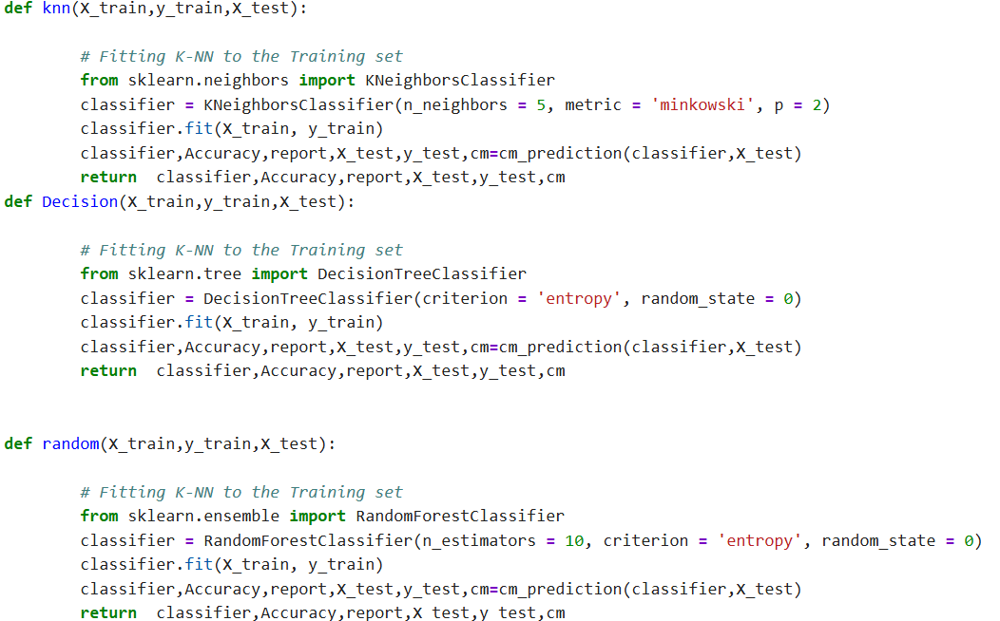 def knn(X_train,y_train,X_test):
# Fitting K-NN to the Training set
from sklearn.neighbors import KNeighborsClassifier
classifier = KNeighborsClassifier(n_neighbors = 5, metric = 'minkowski', p = 2)
classifier.fit(X_train, y_train)
classifier,Accuracy,report,X_test,y_test,cm=cm_prediction(classifier,X_test)
return  classifier,Accuracy,report,X_test,y_test,cm
def Decision(X_train,y_train,X_test):
# Fitting K-NN to the Training set
from sklearn.tree import DecisionTreeClassifier
classifier = DecisionTreeClassifier(criterion = 'entropy', random_state = 0)
classifier.fit(X_train, y_train)
classifier,Accuracy,report,X_test,y_test,cm=cm_prediction(classifier,X_test)
return  classifier,Accuracy,report,X_test,y_test,cm
def random(X_train,y_train,X_test):
# Fitting K-NN to the Training set
from sklearn.ensemble import RandomForestClassifier
classifier = RandomForestClassifier(n_estimators = 10, criterion = 'entropy', random_state = 0)
classifier.fit(X_train, y_train)
classifier,Accuracy,report,X_test,y_test,cm=cm_prediction(classifier,X_test)
return  classifier,Accuracy,report,X_test,y_test,cm